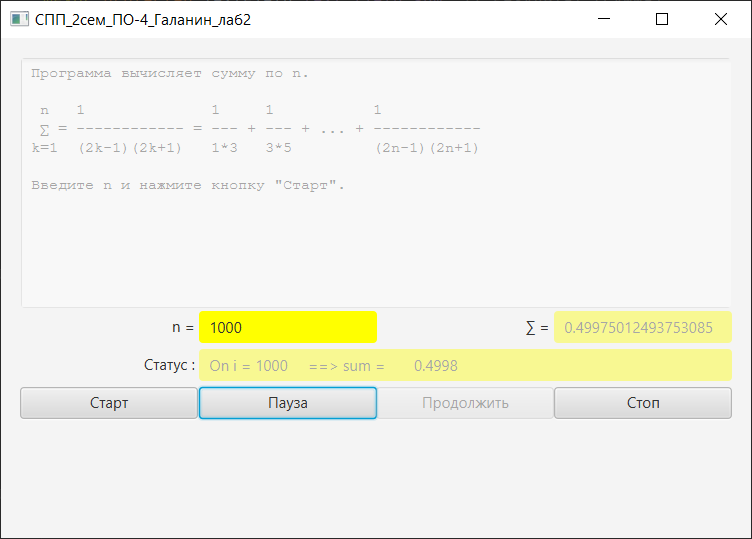 СПП_2сем_ПО-4_Галанин_лаб2
Программа вычисляет сумму по n.
n 1 1 1 1
∑ = ------------ = --- + --- + ... + ------------
k=1 (2k-1)(2k+1) 1*3 3*5 (2n-1)(2n+1)
Введите n и нажмите кнопку "Старт".
n = 1000 ∑ = 0.49975012493753085
Статус : On i = 1000 ==> sum = 0.4998
Старт Пауза Продолжить Стоп